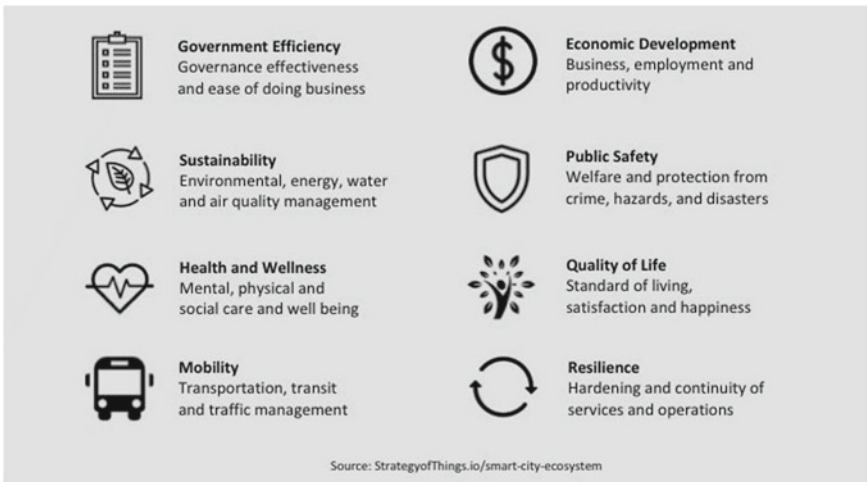 Government Efficiency
Governance effectiveness
and ease of doing business
Economic Development
Business, employment and
productivity
Sustainability
Environmental, energy, water
and air quality management
Public Safety
Welfare and protection from
crime, hazards, and disasters
Health and Wellness
Mental, physical and
social care and well being
Quality of Life
Standard of living,
satisfaction and happiness
Mobility
Transportation, transit
and traffic management
Resilience
Hardening and continuity of
services and operations
Source: StrategyofThings.io/smart-city-ecosystem